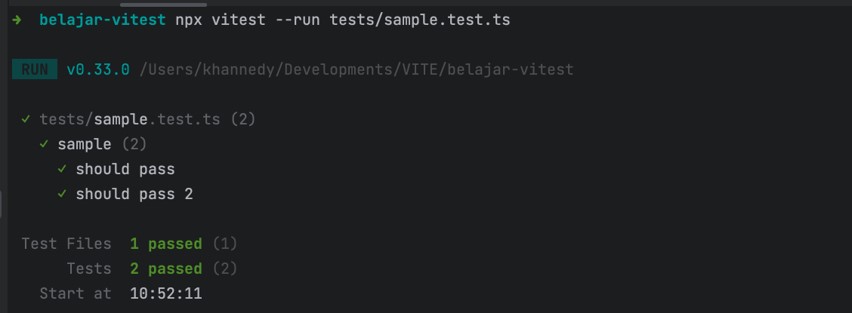 → belajar-vitest npx vitest --run tests/sample.test.ts
RUN v0.33.0 /Users/khannedy/Developments/VITE/belajar-vitest
✓ tests/sample.test.ts (2)
✓ sample (2)
✓ should pass
✓ should pass 2
Test Files 1 passed (1)
Tests 2 passed (2)
Start at 10:52:11